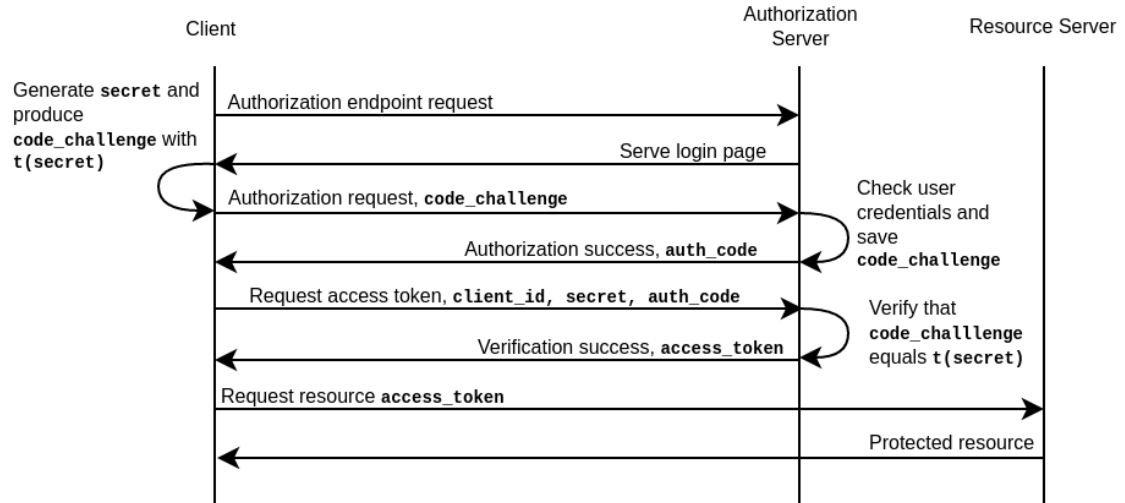 Client
Authorization
Server
Resource Server
Generate secret and
produce
code_challenge with
t(secret)
Authorization endpoint request
Serve login page
Authorization request, code_challenge
Check user
credentials and
save
code_challenge
Authorization success, auth_code
Request access token, client_id, secret, auth_code
Verify that
code_challlenge
equals t(secret)
Verification success, access_token
Request resource access_token
Protected resource